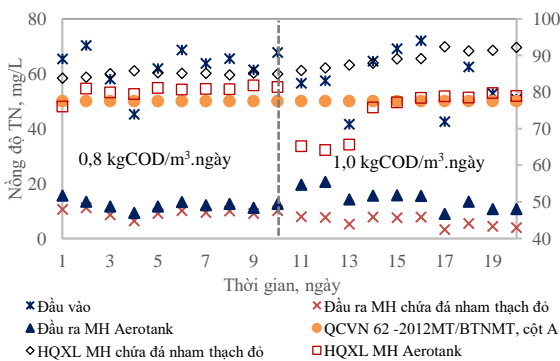 Nồng độ TN, mg/L
80
60
40
20
0
100
90
80
70
60
50
40
0,8 kgCOD/m³.ngày
1,0 kgCOD/m³.ngày
1 3 5 7 9 11 13 15 17 19
Thời gian, ngày
Đầu vào
Đầu ra MH chứa đá nham thạch đỏ
Đầu ra MH Aerotank
QCVN 62 -2012MT/BTNMT, cột A
HQXL MH chứa đá nham thạch đỏ
HQXL MH Aerotank